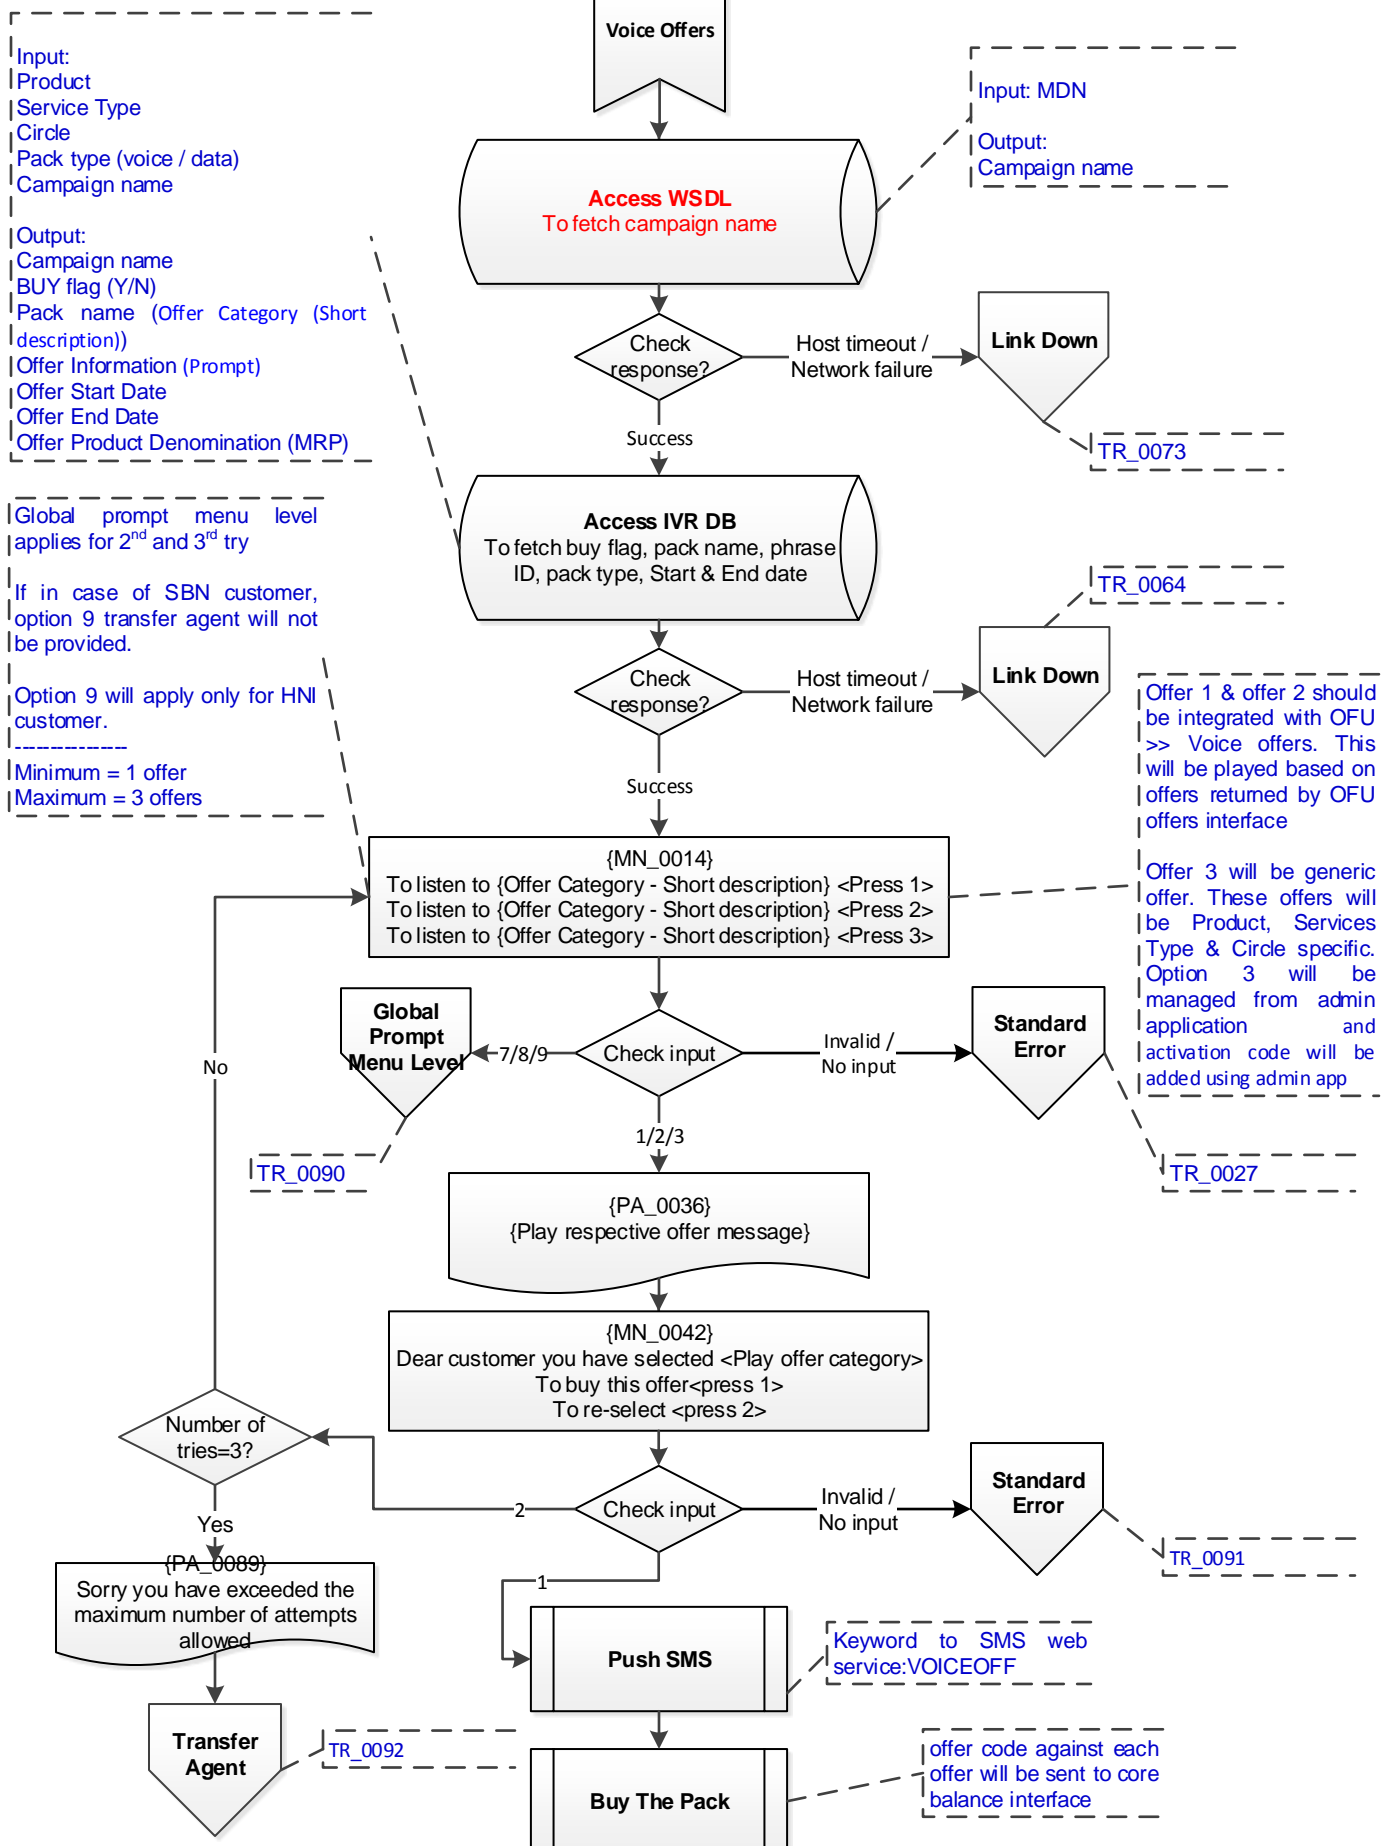 Voice Offers
Input:
Product
Service Type
Circle
Pack type (voice / data)
Campaign name
Output:
Campaign name
BUY flag (Y/N)
Pack name (Offer Category (Short
description))
Offer Information (Prompt)
Offer Start Date
Offer End Date
Offer Product Denomination (MRP)
Input: MDN
Output:
Campaign name
Access WSDL
To fetch campaign name
Check
response?
Host timeout /
Network failure
Link Down
TR_0073
Success
Access IVR DB
To fetch buy flag, pack name, phrase
ID, pack type, Start & End date
Global prompt menu level
applies for 2nd and 3rd try
If in case of SBN customer,
option 9 transfer agent will not
be provided.
Option 9 will apply only for HNI
customer.
----------------
Minimum = 1 offer
Maximum = 3 offers
TR_0064
Check
response?
Host timeout /
Network failure
Link Down
Success
Offer 1 & offer 2 should
be integrated with OFU
>> Voice offers. This
will be played based on
offers returned by OFU
offers interface
Offer 3 will be generic
offer. These offers will
be Product, Services
Type & Circle specific.
Option 3 will be
managed from admin
application and
activation code will be
added using admin app
{MN_0014}
To listen to {Offer Category - Short description} <Press 1>
To listen to {Offer Category - Short description} <Press 2>
To listen to {Offer Category - Short description} <Press 3>
Global
Prompt
Menu Level
7/8/9
Check input
Invalid /
No input
Standard
Error
No
1/2/3
TR_0090
TR_0027
{PA_0036}
{Play respective offer message}
{MN_0042}
Dear customer you have selected <Play offer category>
To buy this offer<press 1>
To re-select <press 2>
Number of
tries=3?
2
Check input
Invalid /
No input
Standard
Error
Yes
TR_0091
{PA_0089}
Sorry you have exceeded the
maximum number of attempts
allowed
1
Push SMS
Keyword to SMS web
service:VOICEOFF
Transfer
Agent
TR_0092
Buy The Pack
offer code against each
offer will be sent to core
balance interface